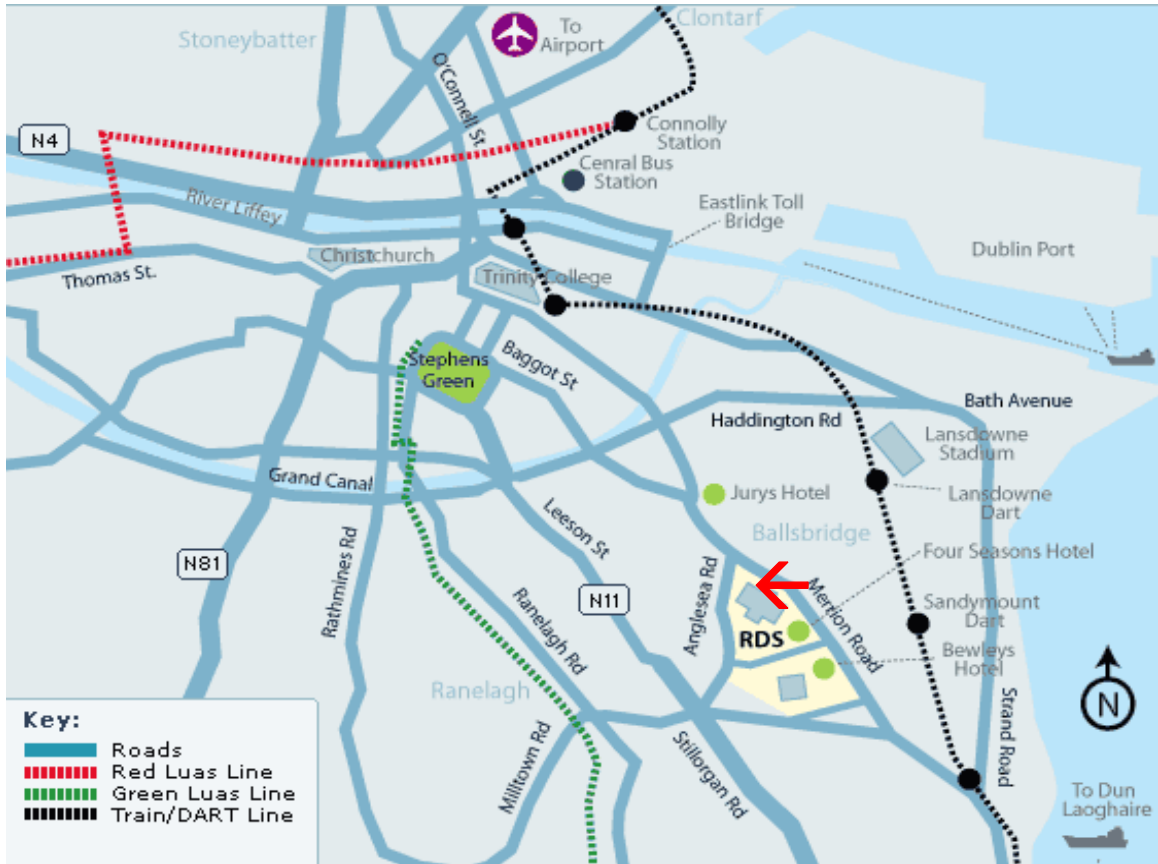 Clontarf
Stoneybatter
To
Airport
O'Connell St.
N4
Connolly
Station
Cenral Bus
Station
River Liffey
Eastlink Toll
Bridge
Dublin Port
Christchurch
Thomas St.
Trinity College
Stephens
Green
Baggot St
Haddington Rd
Bath Avenue
Lansdowne
Stadium
Grand Canal
Jurys Hotel
Lansdowne
Dart
Leeson St
Ballsbridge
Four Seasons Hotel
N81
Rathmines Rd
Ranelagh Rd
N11
Anglesea Rd
Merrion Road
Sandymount
Dart
RDS
Bewleys
Hotel
Ranelagh
Strand Road
N
Milltown Rd
Stillorgan Rd
To Dun
Laoghaire
Key:
Roads
Red Luas Line
Green Luas Line
Train/DART Line